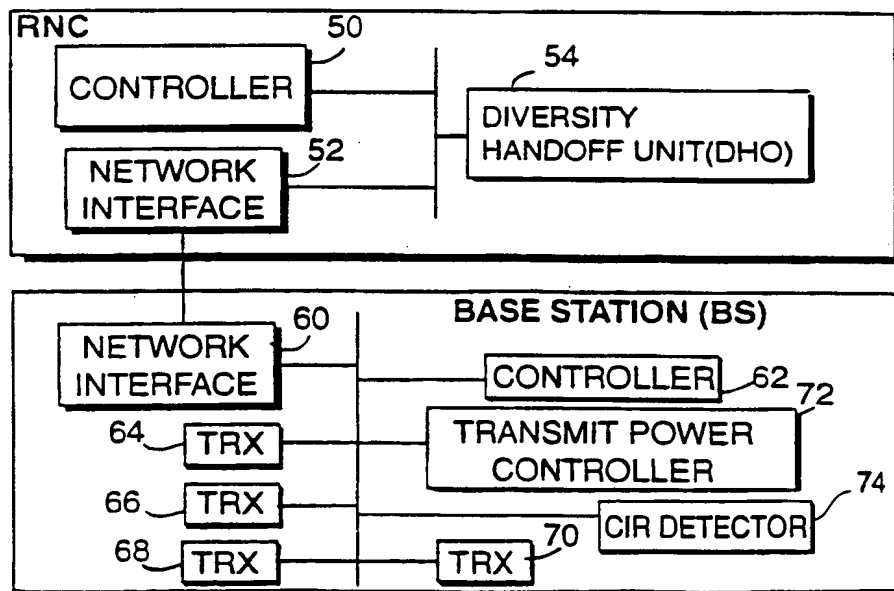 RNC
50
CONTROLLER
54
DIVERSITY
HANDOFF UNIT(DHO)
52
NETWORK
INTERFACE
BASE STATION (BS)
60
NETWORK
INTERFACE
CONTROLLER
62
72
64
TRX
TRANSMIT POWER
CONTROLLER
74
66
TRX
CIR DETECTOR
68
TRX
70
TRX